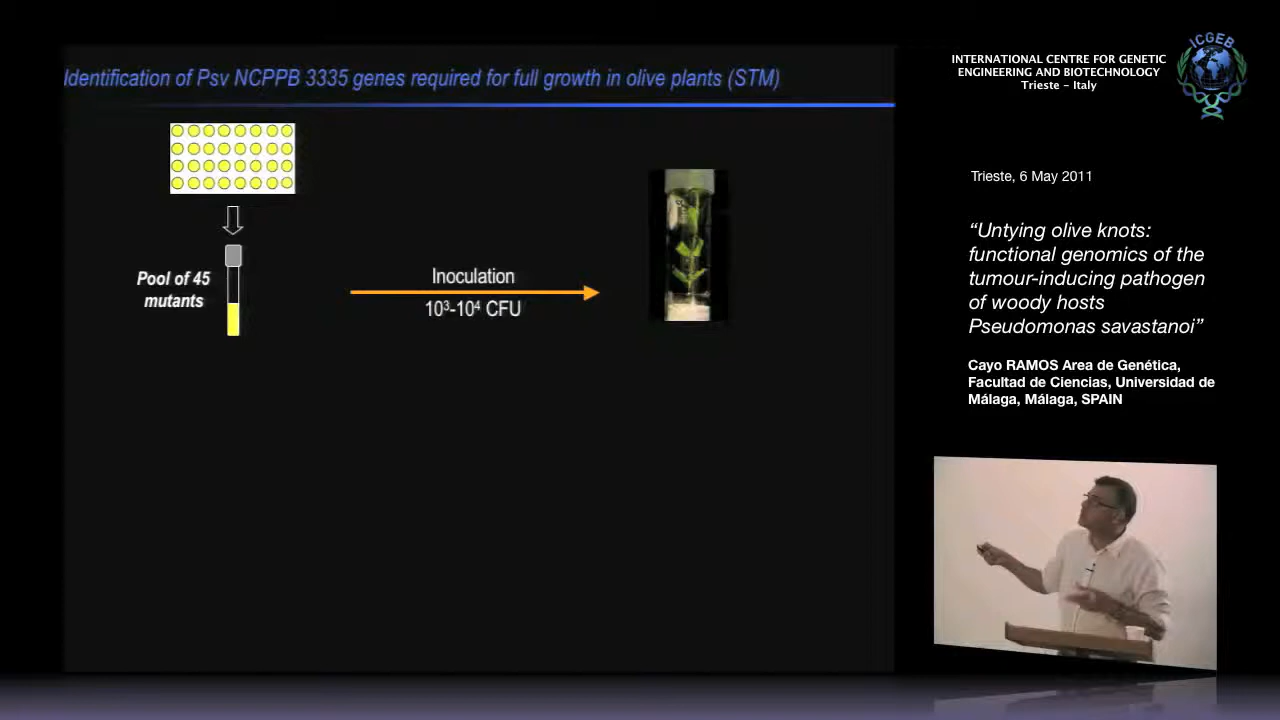 Identification of Psv NCPPB 3335 genes required for full growth in olive plants (STM)
Pool of 45
mutants
Inoculation
10³-10⁴ CFU
ICGEB
INTERNATIONAL CENTRE FOR GENETIC
ENGINEERING AND BIOTECHNOLOGY
Trieste - Italy
Trieste, 6 May 2011
“Untying olive knots:
functional genomics of the
tumour-inducing pathogen
of woody hosts
Pseudomonas savastanoi”
Cayo RAMOS Area de Genética,
Facultad de Ciencias, Universidad de
Málaga, Málaga, SPAIN